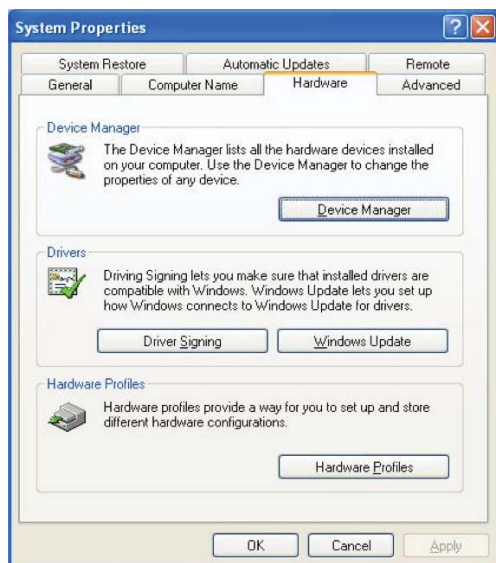 System Properties
System Restore Automatic Updates Remote
General Computer Name Hardware Advanced
Device Manager
The Device Manager lists all the hardware devices installed
on your computer. Use the Device Manager to change the
properties of any device.
Device Manager
Drivers
Driving Signing lets you make sure that installed drivers are
compatible with Windows. Windows Update lets you set up
how Windows connects to Windows Update for drivers.
Driver Signing Windows Update
Hardware Profiles
Hardware profiles provide a way for you to set up and store
different hardware configurations.
Hardware Profiles
OK Cancel Apply